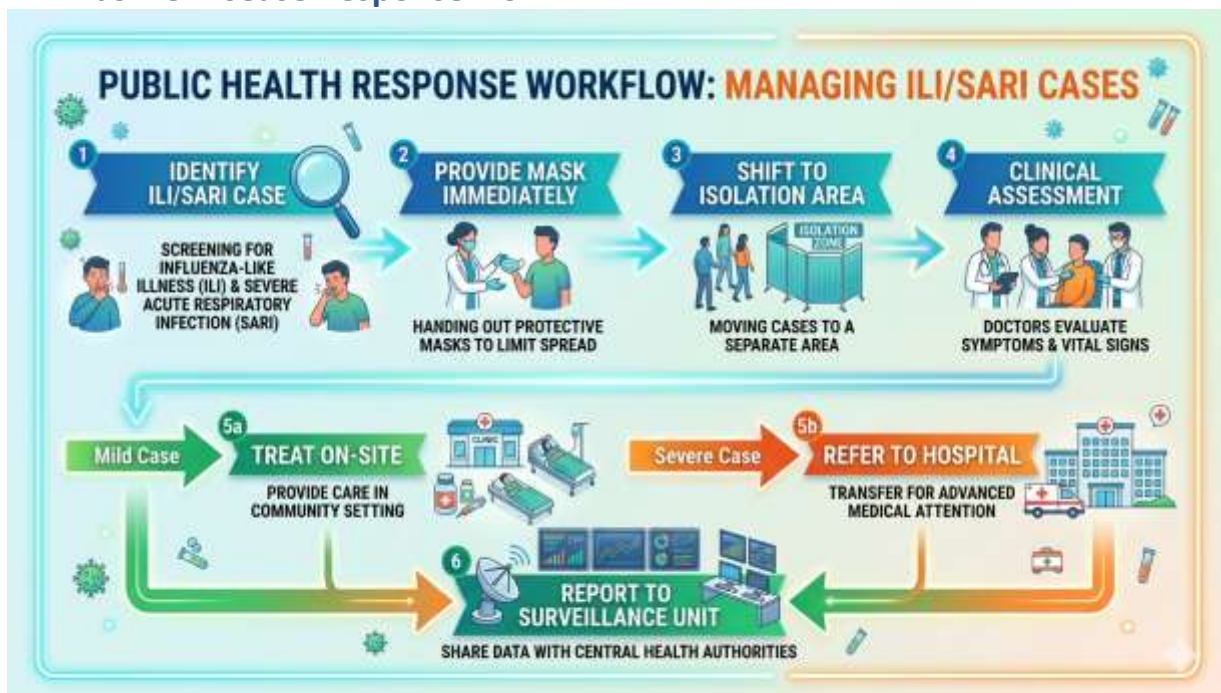 PUBLIC HEALTH RESPONSE WORKFLOW: MANAGING ILI/SARI CASES
1
IDENTIFY
ILI/SARI CASE
SCREENING FOR
INFLUENZA-LIKE
ILLNESS (ILI) & SEVERE
ACUTE RESPIRATORY
INFECTION (SARI)
2
PROVIDE MASK
IMMEDIATELY
HANDING OUT PROTECTIVE
MASKS TO LIMIT SPREAD
3
SHIFT TO
ISOLATION AREA
ISOLATION
ZONE
MOVING CASES TO A
SEPARATE AREA
4
CLINICAL
ASSESSMENT
DOCTORS EVALUATE
SYMPTOMS & VITAL SIGNS
Mild Case
5a
TREAT ON-SITE
CLINIC
PROVIDE CARE IN
COMMUNITY SETTING
Severe Case
5b
REFER TO HOSPITAL
TRANSFER FOR ADVANCED
MEDICAL ATTENTION
6
REPORT TO
SURVEILLANCE UNIT
SHARE DATA WITH CENTRAL HEALTH AUTHORITIES